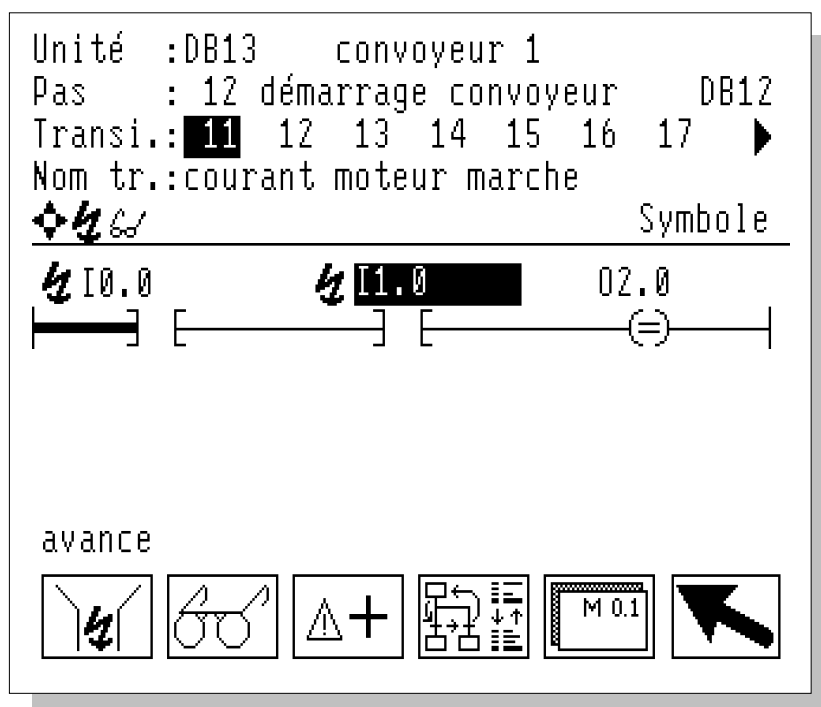 Unité :DB13 convoyeur 1
Pas : 12 démarrage convoyeur DB12
Transi.: 11 12 13 14 15 16 17
Nom tr.:courant moteur marche
Symbole
I0.0 I1.0 O2.0
avance
M 0.1